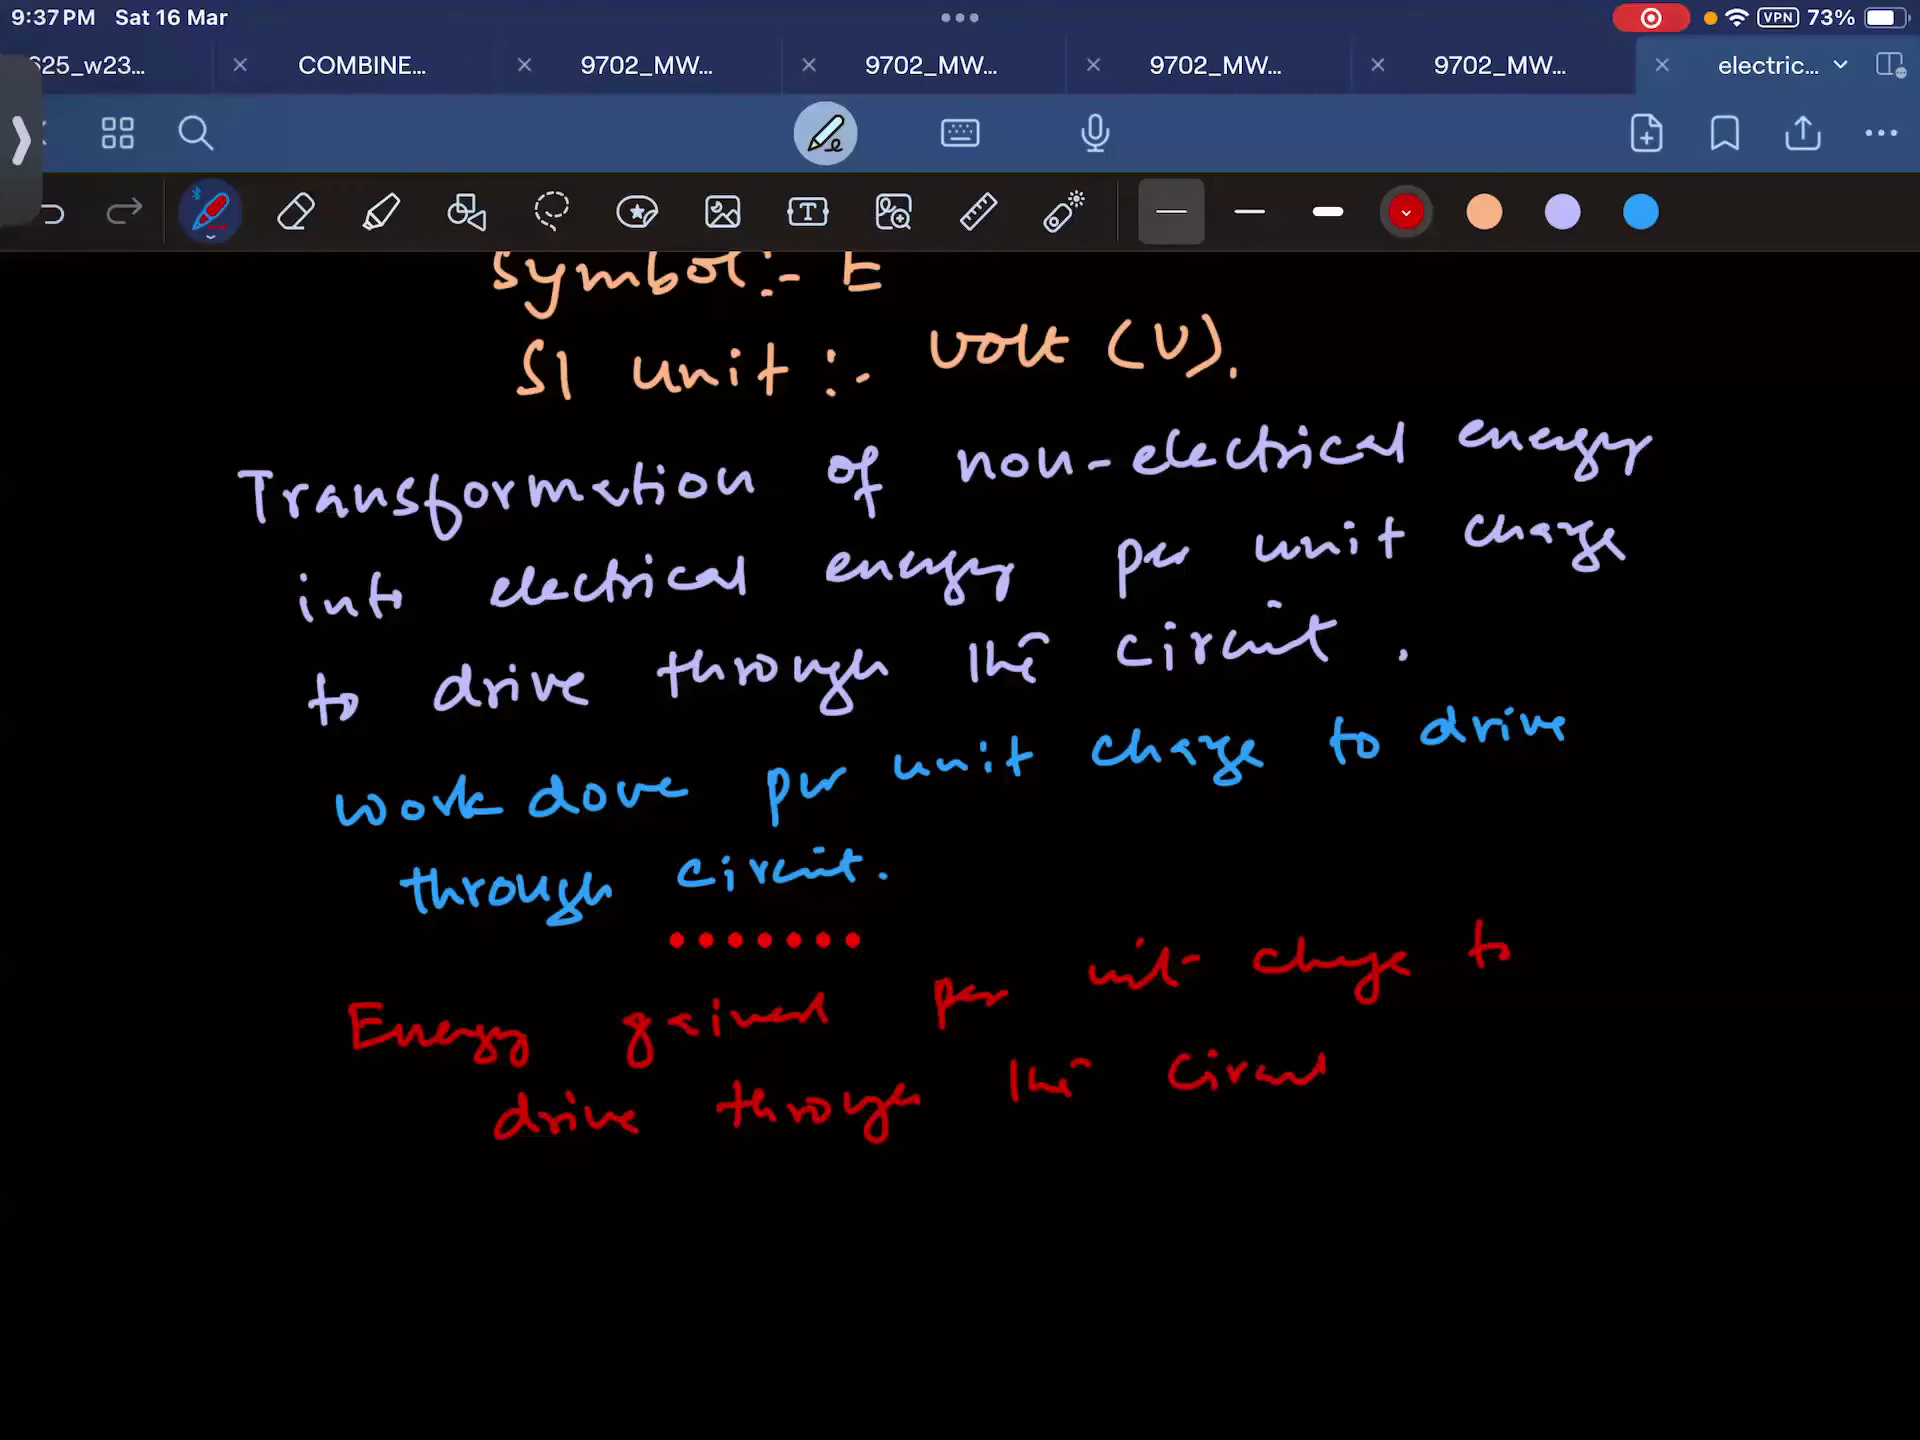 9:37 PM Sat 16 Mar
VPN 73%
625_w23... COMBINE... 9702_MW... 9702_MW... 9702_MW... 9702_MW... electric...
Symbol:- E
SI unit :- Volt (V).
Transformation of non-electrical energy
into electrical energy per unit charge
to drive through the circuit.
work done per unit charge to drive
through circuit.
Energy gained per unit charge to
drive through the circuit